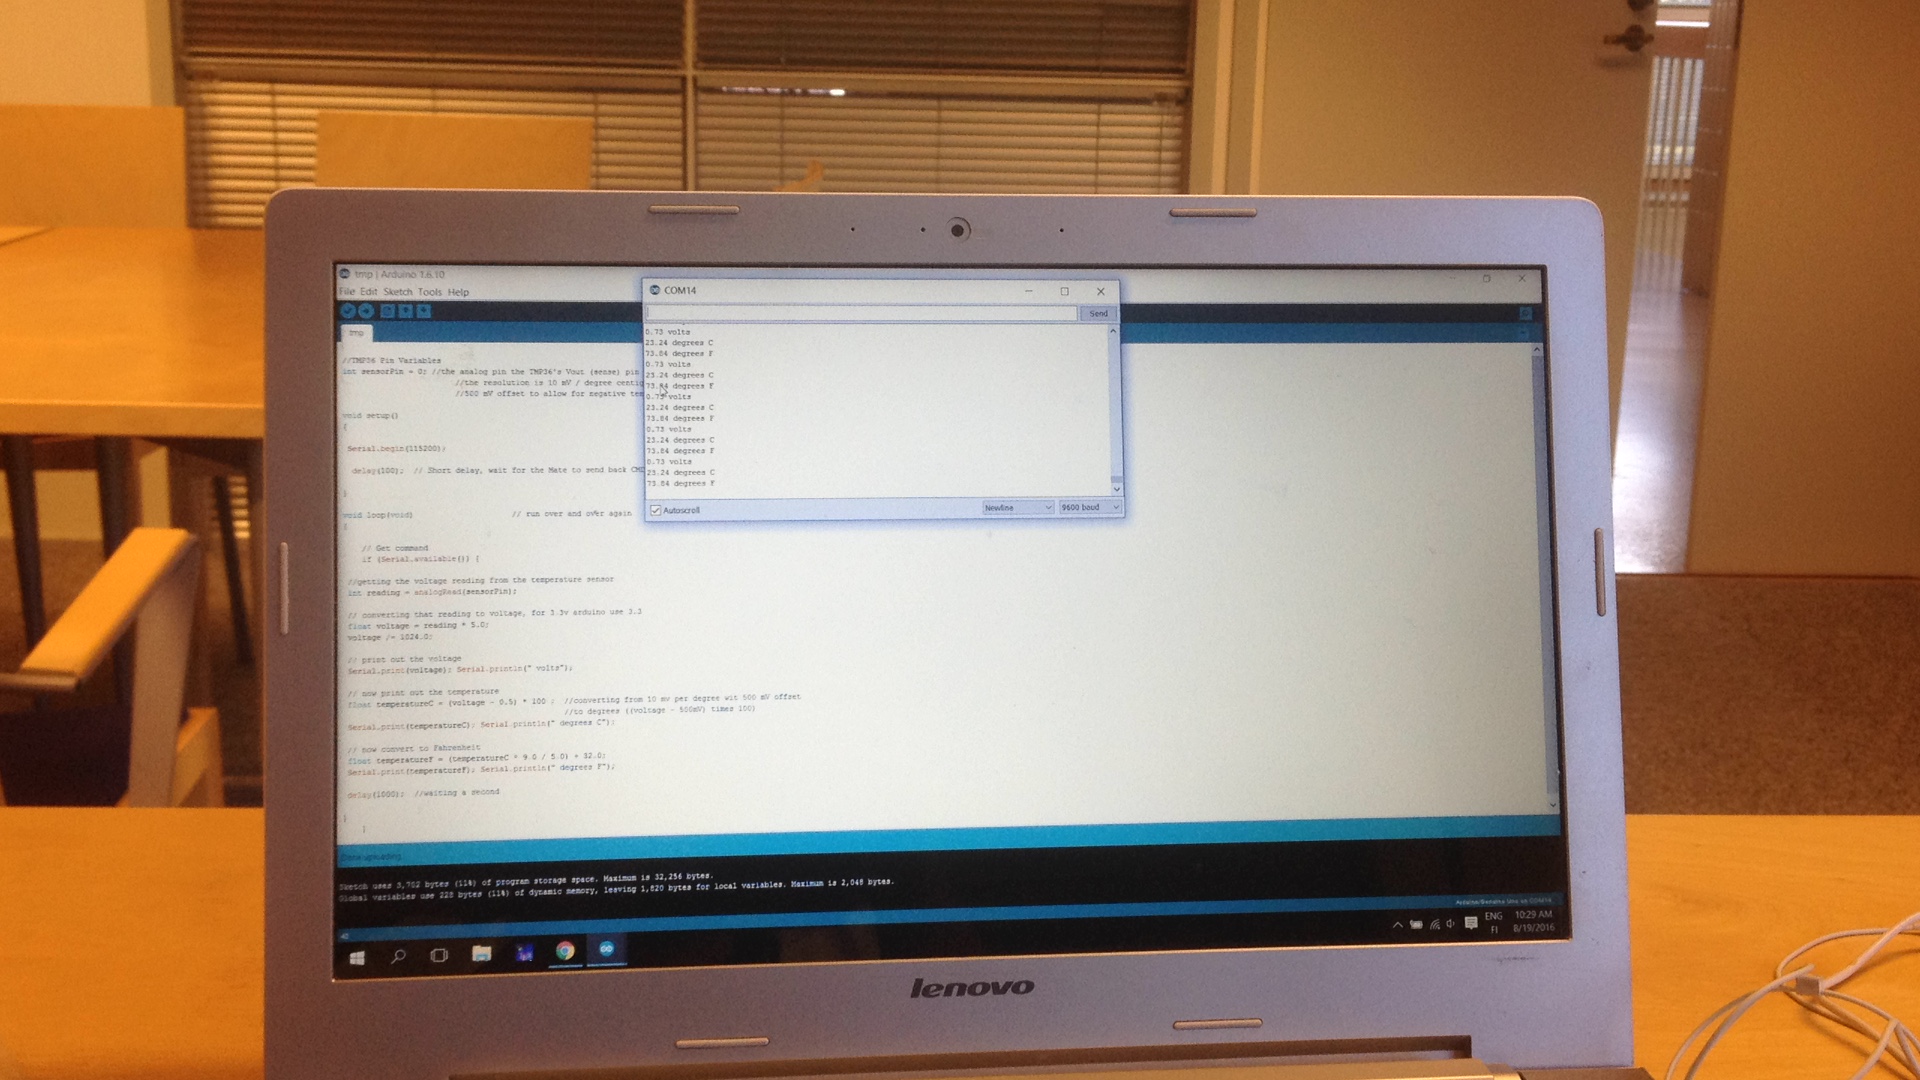 tmp | Arduino 1.6.10
File Edit Sketch Tools Help
tmp
//TMP36 Pin Variables
int sensorPin = 0; //the analog pin the TMP36's Vout (sense) pin
//the resolution is 10 mV / degree centig
//500 mV offset to allow for negative te
void setup()
{
Serial.begin(115200);
delay(100); // Short delay, wait for the Mate to send back CM
}
void loop(void) // run over and over again
{
// Get command
if (Serial.available()) {
//getting the voltage reading from the temperature sensor
int reading = analogRead(sensorPin);
// converting that reading to voltage, for 3.3v arduino use 3.3
float voltage = reading * 5.0;
voltage /= 1024.0;
// print out the voltage
Serial.print(voltage); Serial.println(" volts");
// now print out the temperature
float temperatureC = (voltage - 0.5) * 100 ; //converting from 10 mv per degree wit 500 mV offset
//to degrees ((voltage - 500mV) times 100)
Serial.print(temperatureC); Serial.println(" degrees C");
// now convert to Fahrenheit
float temperatureF = (temperatureC * 9.0 / 5.0) + 32.0;
Serial.print(temperatureF); Serial.println(" degrees F");
delay(1000); //waiting a second
}
}
COM14
Send
0.73 volts
23.24 degrees C
73.84 degrees F
0.73 volts
23.24 degrees C
73.84 degrees F
0.73 volts
23.24 degrees C
73.84 degrees F
0.73 volts
23.24 degrees C
73.84 degrees F
0.73 volts
23.24 degrees C
73.84 degrees F
Autoscroll
Newline
9600 baud
Done uploading.
Sketch uses 3,702 bytes (11%) of program storage space. Maximum is 32,256 bytes.
Global variables use 228 bytes (11%) of dynamic memory, leaving 1,820 bytes for local variables. Maximum is 2,048 bytes.
Arduino/Genuino Uno on COM14
ENG
FI
10:29 AM
8/19/2016
lenovo